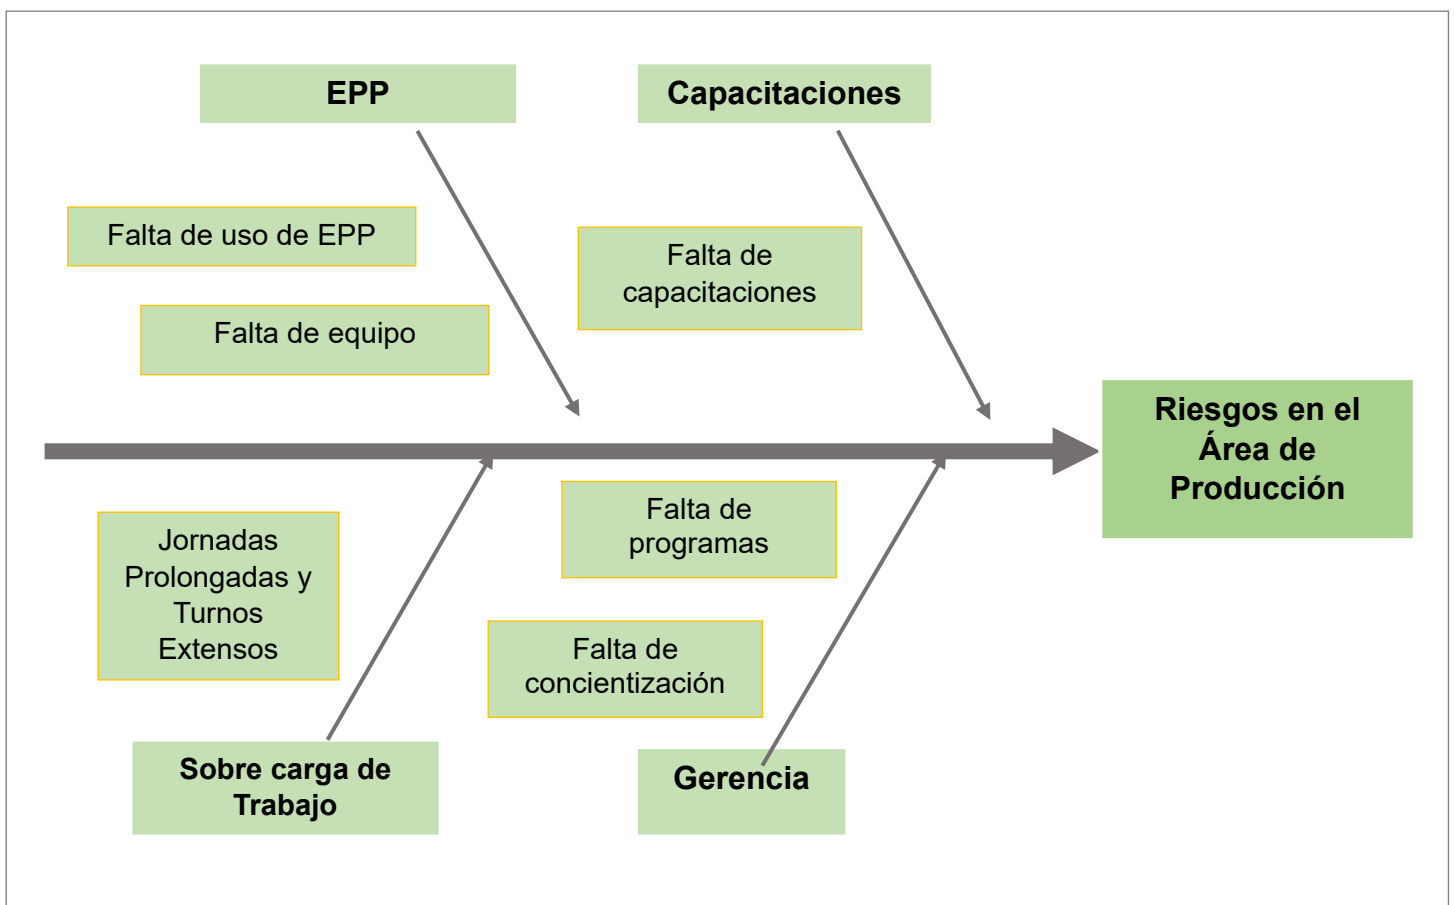 EPP
Capacitaciones
Falta de uso de EPP
Falta de
capacitaciones
Falta de equipo
Riesgos en el
Área de
Producción
Jornadas
Prolongadas y
Turnos
Extensos
Falta de
programas
Falta de
concientización
Sobre carga de
Trabajo
Gerencia